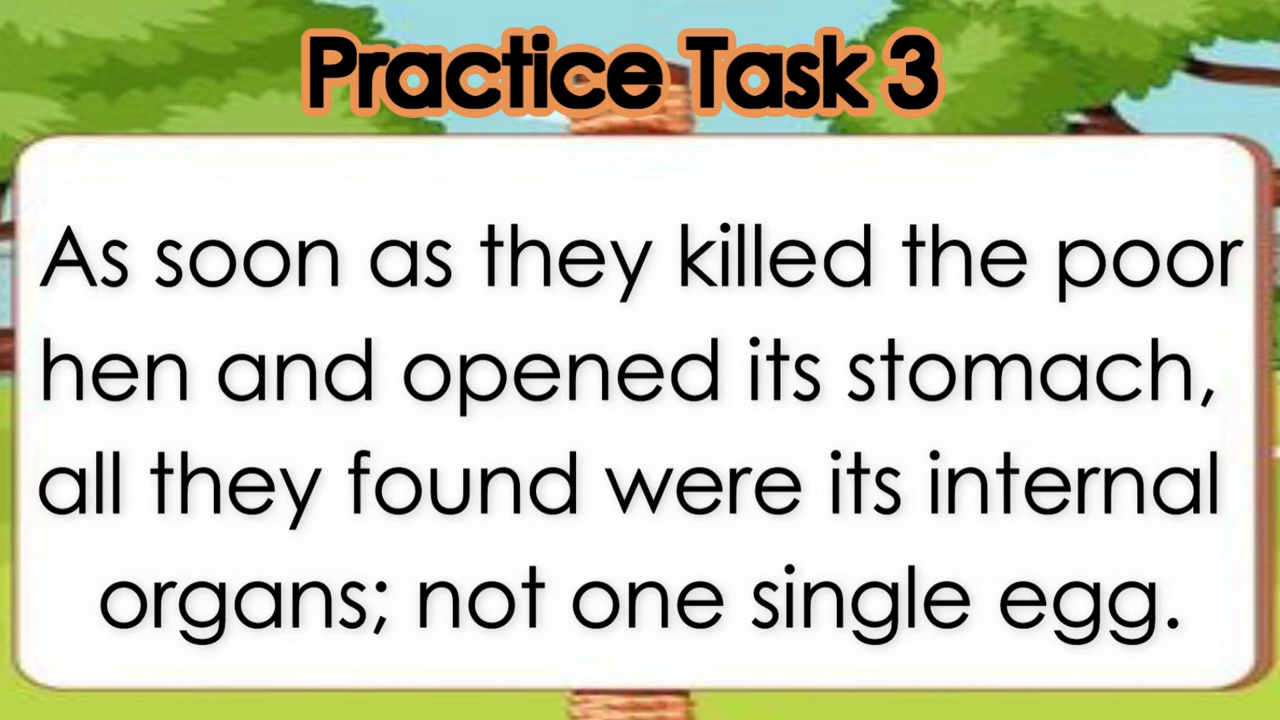 Practice Task 3
As soon as they killed the poor
hen and opened its stomach,
all they found were its internal
organs; not one single egg.